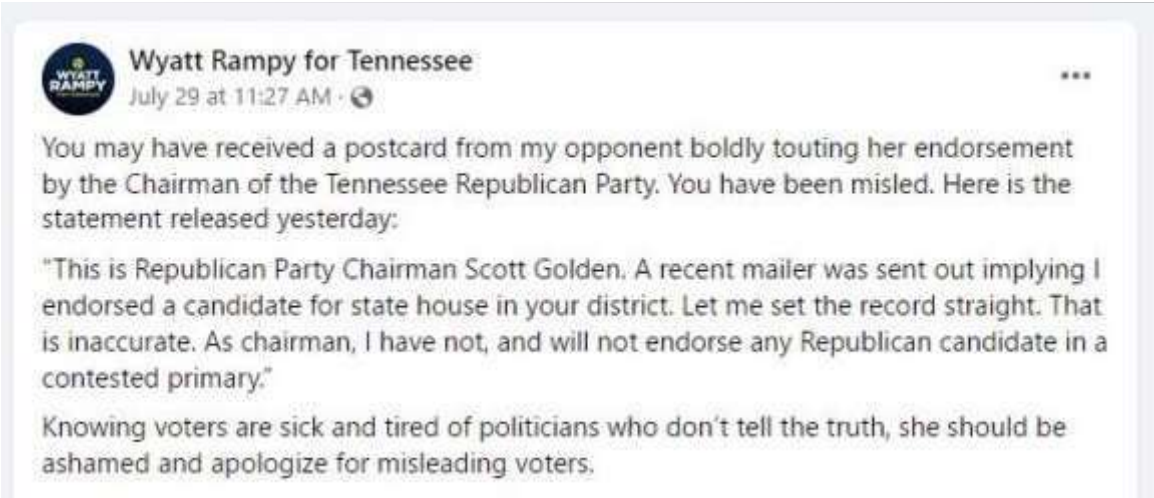 WYATT
RAMPY
Wyatt Rampy for Tennessee
July 29 at 11:27 AM ·
You may have received a postcard from my opponent boldly touting her endorsement
by the Chairman of the Tennessee Republican Party. You have been misled. Here is the
statement released yesterday:
"This is Republican Party Chairman Scott Golden. A recent mailer was sent out implying I
endorsed a candidate for state house in your district. Let me set the record straight. That
is inaccurate. As chairman, I have not, and will not endorse any Republican candidate in a
contested primary."
Knowing voters are sick and tired of politicians who don't tell the truth, she should be
ashamed and apologize for misleading voters.